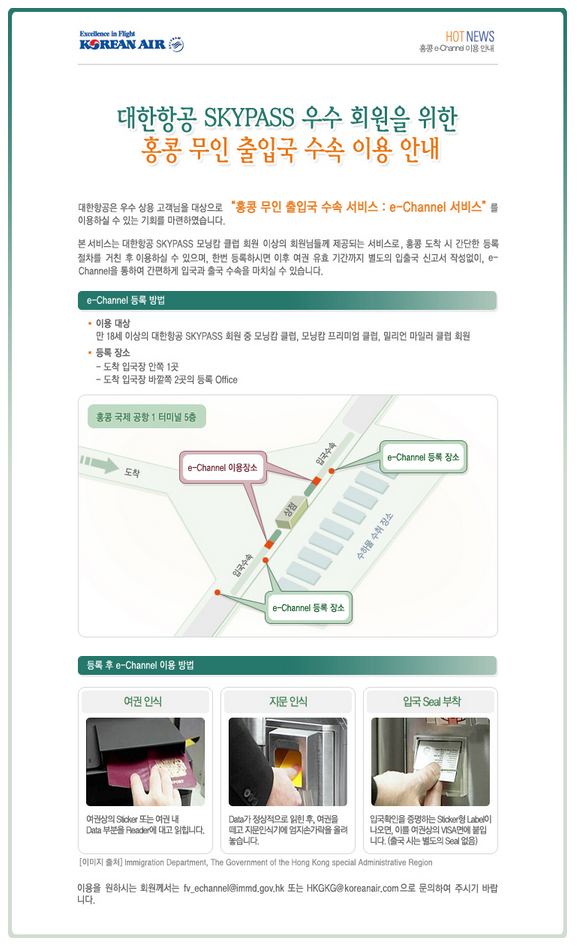 Excellence in Flight
KOREAN AIR
HOT NEWS
홍콩 e-Channel 이용 안내
대한항공 SKYPASS 우수 회원을 위한
홍콩 무인 출입국 수속 이용 안내
대한항공은 우수 상용 고객님을 대상으로 "홍콩 무인 출입국 수속 서비스 : e-Channel 서비스" 를
이용하실 수 있는 기회를 마련하였습니다.
본 서비스는 대한항공 SKYPASS 모닝캄 클럽 회원 이상의 회원님들께 제공되는 서비스로, 홍콩 도착 시 간단한 등록
절차를 거친 후 이용하실 수 있으며, 한번 등록하시면 이후 여권 유효 기간까지 별도의 입출국 신고서 작성없이, e-
Channel을 통하여 간편하게 입국과 출국 수속을 마치실 수 있습니다.
e-Channel 등록 방법
• 이용 대상
만 18세 이상의 대한항공 SKYPASS 회원 중 모닝캄 클럽, 모닝캄 프리미엄 클럽, 밀리언 마일러 클럽 회원
• 등록 장소
- 도착 입국장 안쪽 1곳
- 도착 입국장 바깥쪽 2곳의 등록 Office
홍콩 국제 공항 1 터미널 5층
도착
e-Channel 이용장소
입국수속
e-Channel 등록 장소
상점
수하물 수취 장소
입국수속
e-Channel 등록 장소
등록 후 e-Channel 이용 방법
여권 인식
지문 인식
입국 Seal 부착
여권상의 Sticker 또는 여권 내
Data 부분을 Reader에 대고 읽힙니다.
Data가 정상적으로 읽힌 후, 여권을
떼고 지문인식기에 엄지손가락을 올려
놓습니다.
입국확인을 증명하는 Sticker형 Label이
나오면, 이를 여권상의 VISA면에 붙입
니다. (출국 시는 별도의 Seal 없음)
[이미지 출처] Immigration Department, The Government of the Hong Kong special Administrative Region
이용을 원하시는 회원께서는 fv_echannel@immd.gov.hk 또는 HKGKG@koreanair.com으로 문의하여 주시기 바랍
니다.